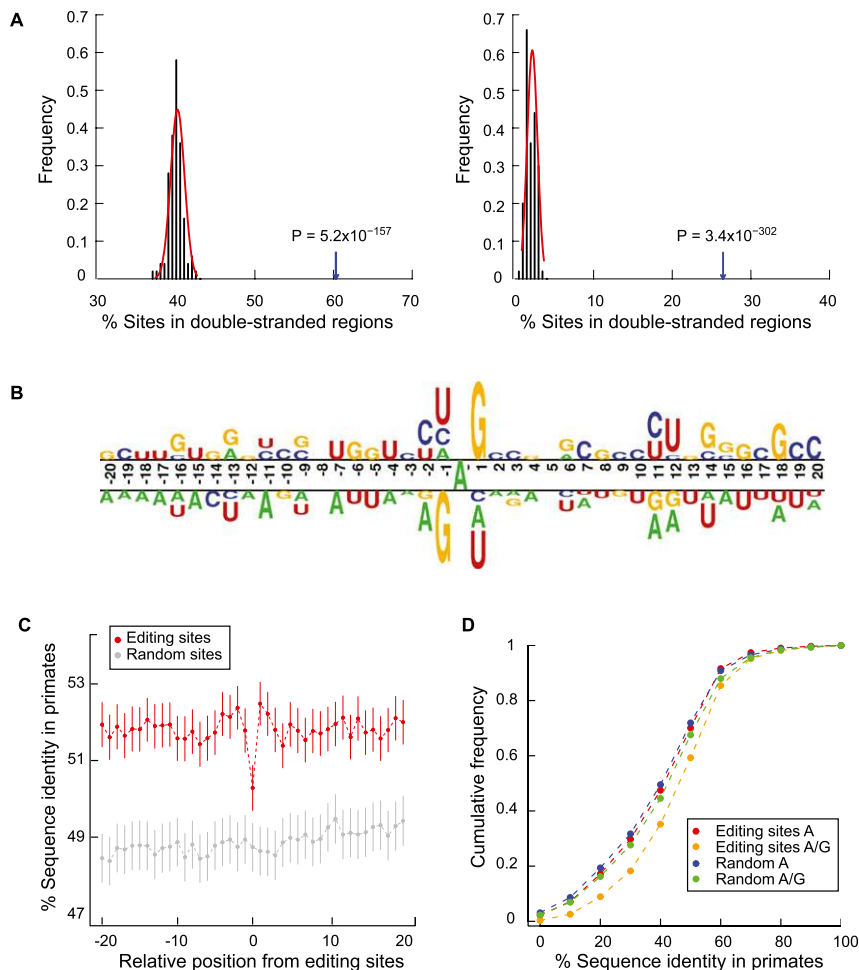 A
0.7
0.6
0.5
0.4
0.3
0.2
0.1
0
Frequency
P = 5.2x10⁻¹⁵⁷
30 40 50 60 70
% Sites in double-stranded regions
0.7
0.6
0.5
0.4
0.3
0.2
0.1
0
Frequency
P = 3.4x10⁻³⁰²
0 10 20 30 40
% Sites in double-stranded regions
B
-20 -19 -18 -17 -16 -15 -14 -13 -12 -11 -10 -9 -8 -7 -6 -5 -4 -3 -2 -1 A 1 2 3 4 5 6 7 8 9 10 11 12 13 14 15 16 17 18 19 20
C
Editing sites
Random sites
% Sequence identity in primates
53
51
49
47
-20 -10 0 10 20
Relative position from editing sites
D
Cumulative frequency
1
0.8
0.6
0.4
0.2
0
Editing sites A
Editing sites A/G
Random A
Random A/G
0 20 40 60 80 100
% Sequence identity in primates